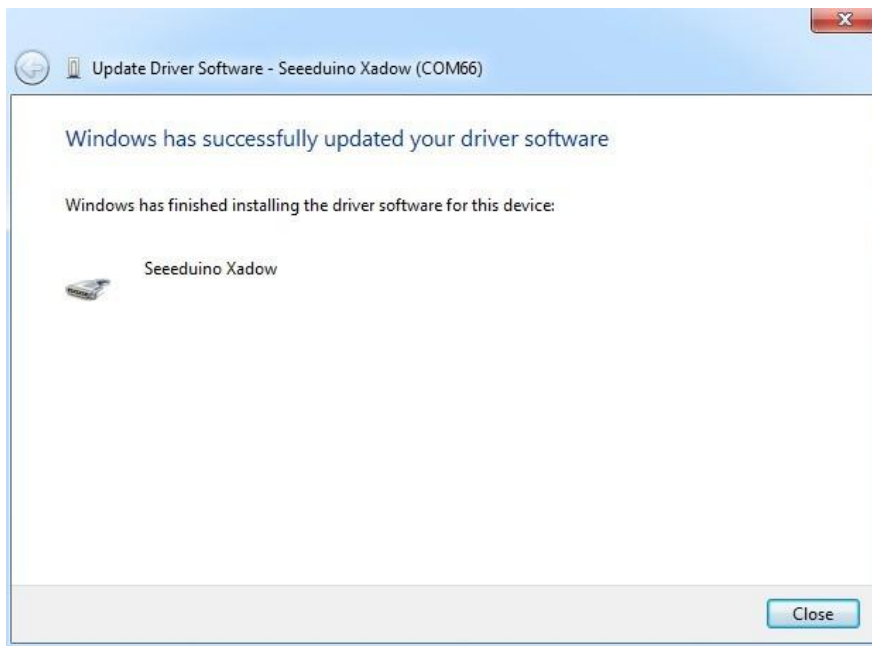 Update Driver Software - Seeeduino Xadow (COM66)
Windows has successfully updated your driver software
Windows has finished installing the driver software for this device:
Seeeduino Xadow
Close